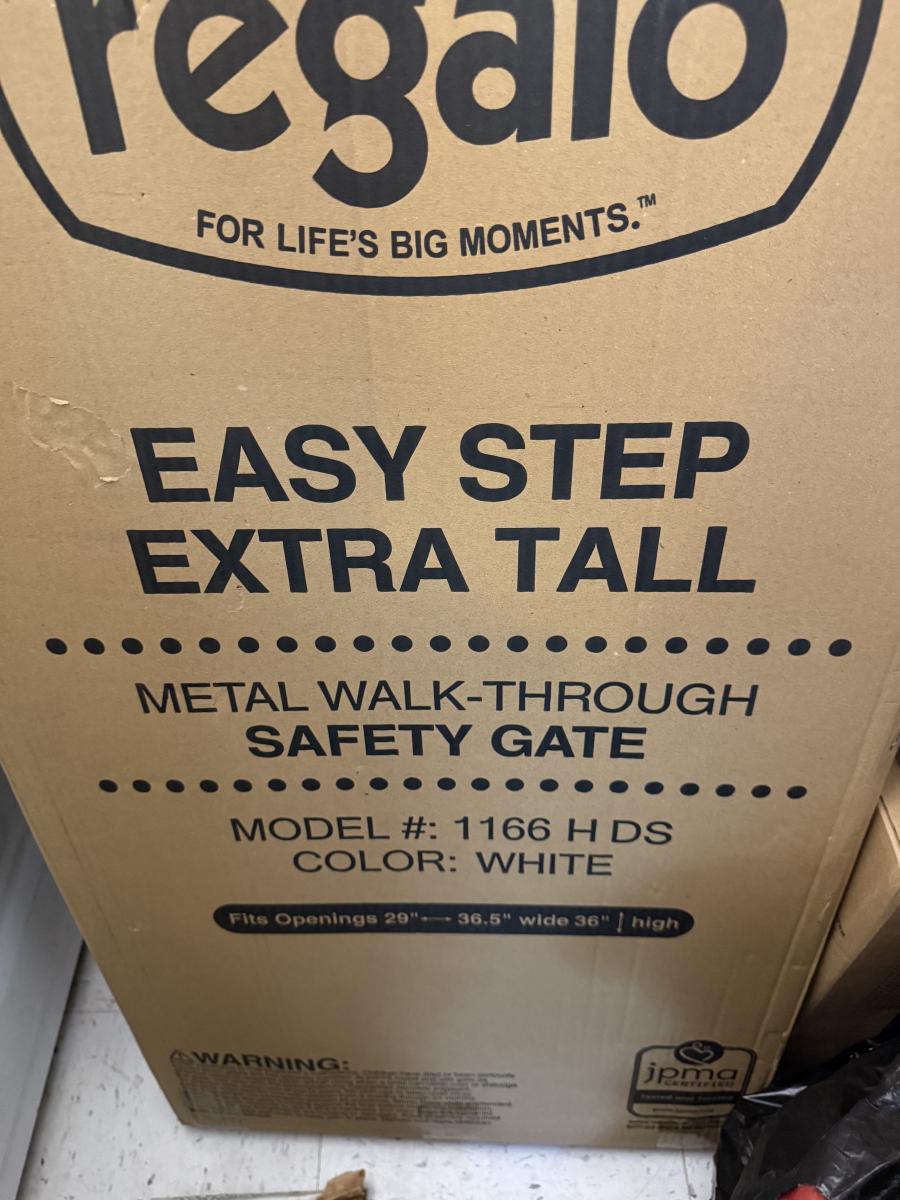 regalo
FOR LIFE'S BIG MOMENTS.™
EASY STEP
EXTRA TALL
METAL WALK-THROUGH
SAFETY GATE
MODEL #: 1166 H DS
COLOR: WHITE
Fits Openings 29"↔36.5" wide 36"↕high
⚠WARNING:
jpma
CERTIFIED